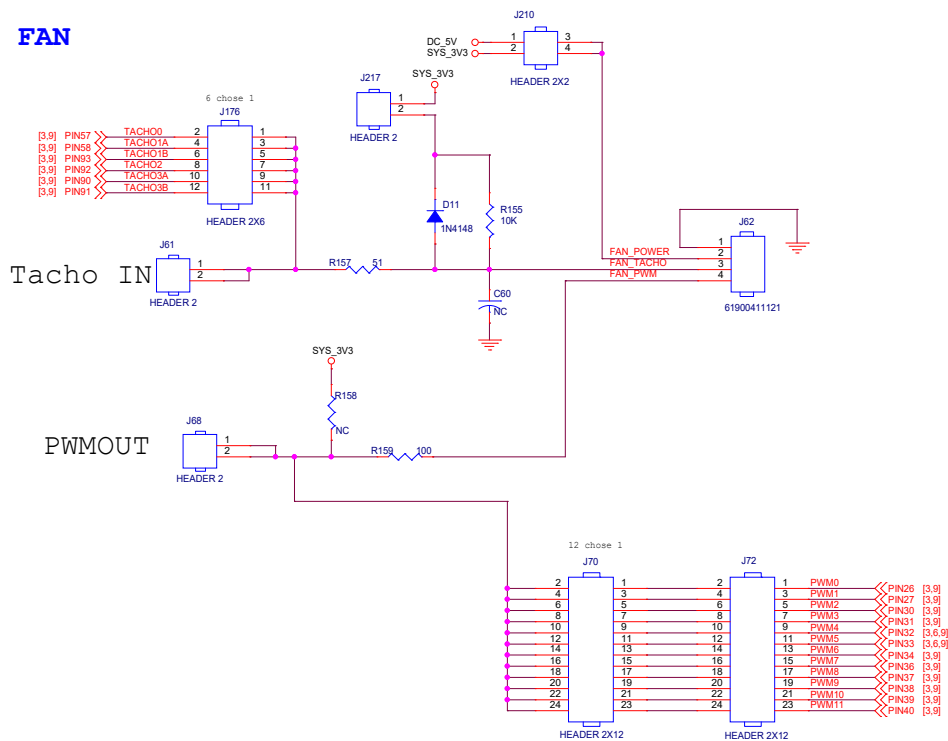 FAN
J210
DC_5V 1 3
SYS_3V3 2 4
HEADER 2X2
SYS_3V3
J217
1
2
HEADER 2
6 chose 1
J176
[3,9] PIN57 TACHO0 2 1
[3,9] PIN58 TACHO1A 4 3
[3,9] PIN93 TACHO1B 6 5
[3,9] PIN92 TACHO2 8 7
[3,9] PIN90 TACHO3A 10 9
[3,9] PIN91 TACHO3B 12 11
HEADER 2X6
D11
1N4148
R155
10K
J62
1
FAN_POWER 2
FAN_TACHO 3
FAN_PWM 4
61900411121
J61
Tacho IN
1
2
HEADER 2
R157 51
C60
NC
SYS_3V3
R158
NC
J68
PWMOUT
1
2
HEADER 2
R159 100
12 chose 1
J70 J72
2 1 2 1 PWM0 PIN26 [3,9]
4 3 4 3 PWM1 PIN27 [3,9]
6 5 6 5 PWM2 PIN30 [3,9]
8 7 8 7 PWM3 PIN31 [3,9]
10 9 10 9 PWM4 PIN32 [3,6,9]
12 11 12 11 PWM5 PIN33 [3,6,9]
14 13 14 13 PWM6 PIN34 [3,9]
16 15 16 15 PWM7 PIN36 [3,9]
18 17 18 17 PWM8 PIN37 [3,9]
20 19 20 19 PWM9 PIN38 [3,9]
22 21 22 21 PWM10 PIN39 [3,9]
24 23 24 23 PWM11 PIN40 [3,9]
HEADER 2X12 HEADER 2X12